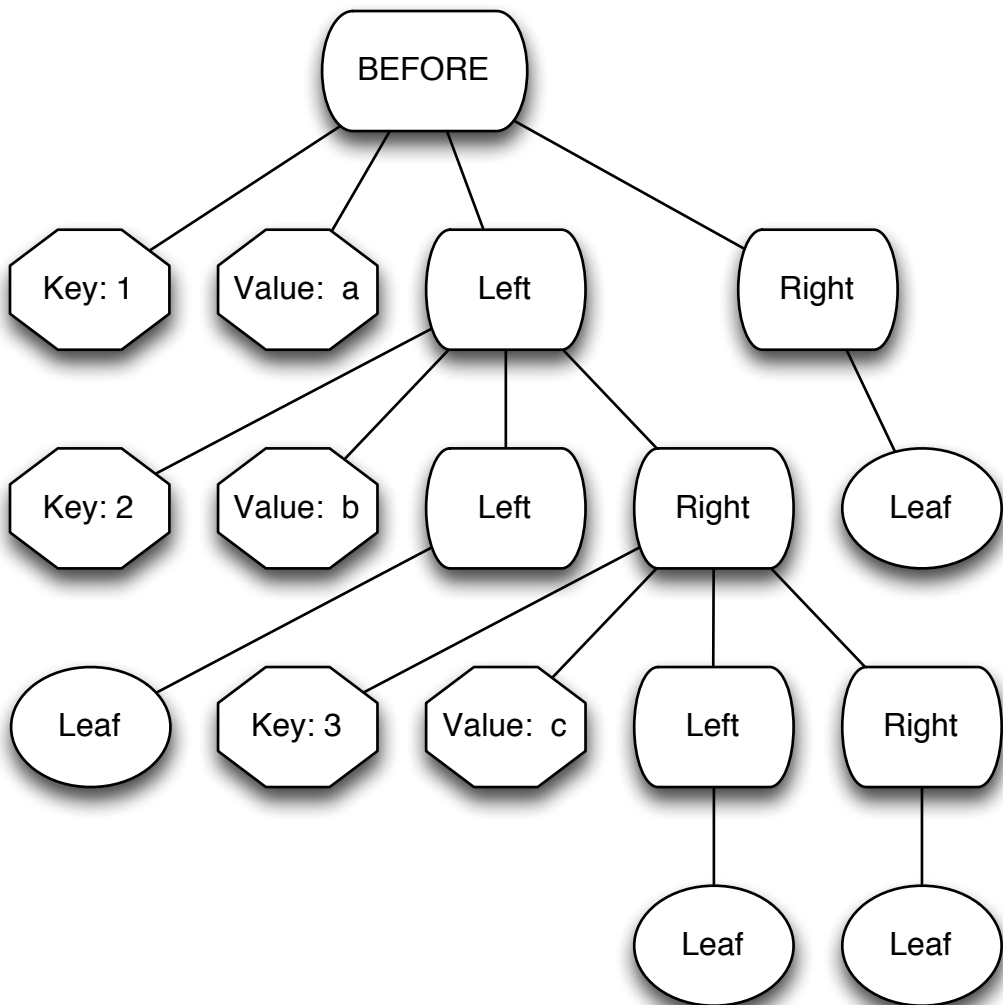 BEFORE
Key: 1
Value: a
Left
Right
Key: 2
Value: b
Left
Right
Leaf
Leaf
Key: 3
Value: c
Left
Right
Leaf
Leaf